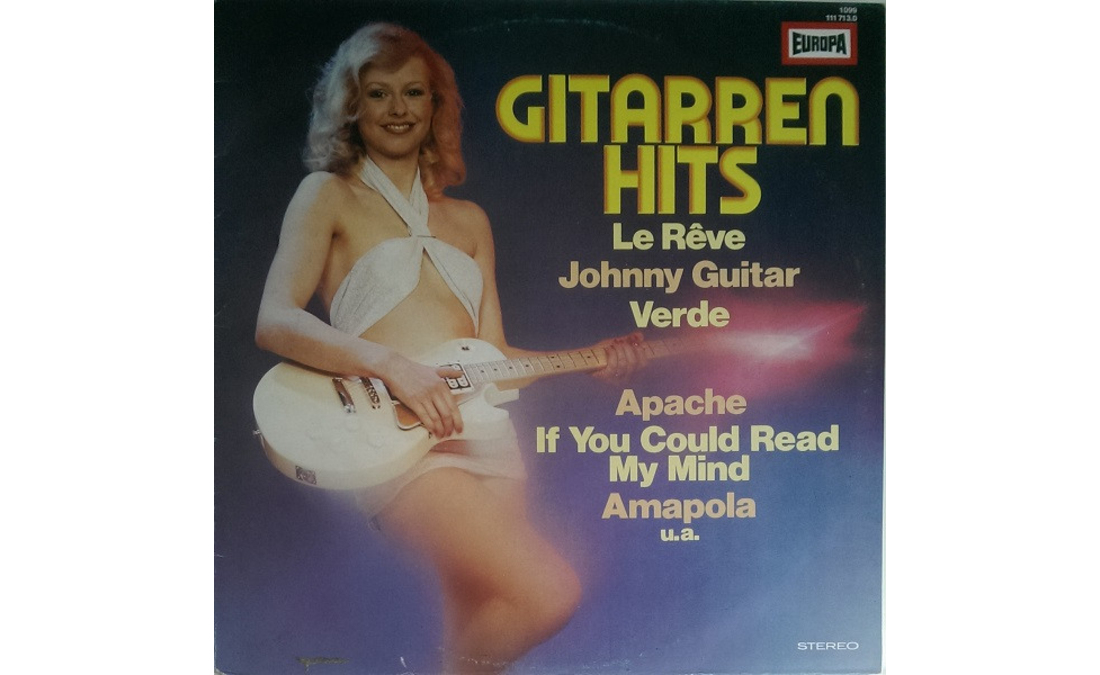 1099
111 713.0
EUROPA
GITARREN
HITS
Le Rêve
Johnny Guitar
Verde
Apache
If You Could Read
My Mind
Amapola
u.a.
STEREO